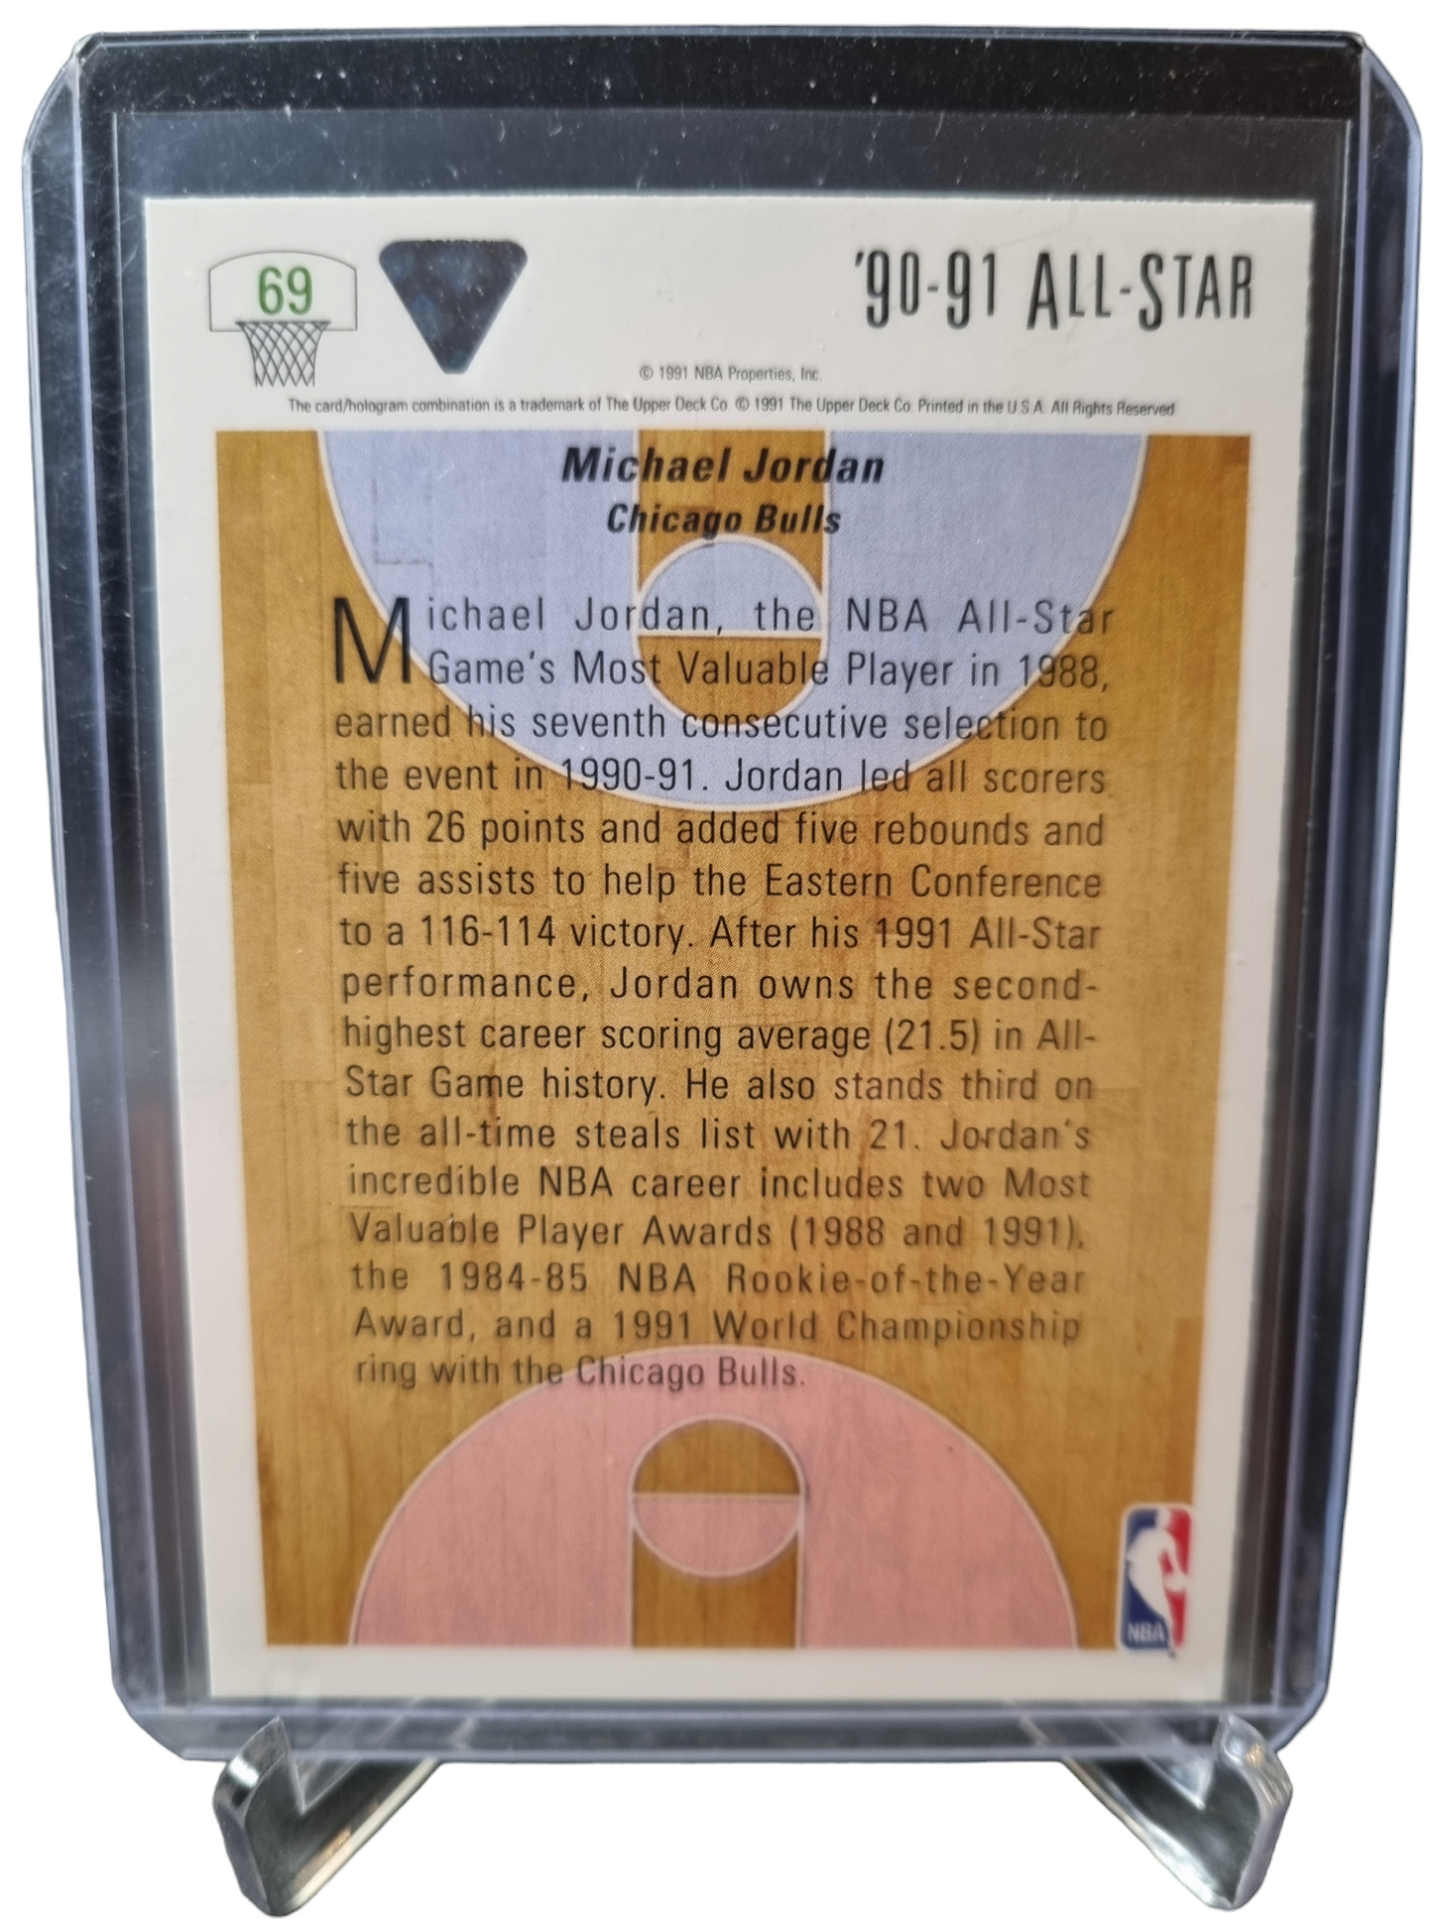 69
'90-91 ALL-STAR
© 1991 NBA Properties, Inc.
The card/hologram combination is a trademark of The Upper Deck Co. © 1991 The Upper Deck Co. Printed in the U.S.A. All Rights Reserved
Michael Jordan
Chicago Bulls
Michael Jordan, the NBA All-Star
Game's Most Valuable Player in 1988,
earned his seventh consecutive selection to
the event in 1990-91. Jordan led all scorers
with 26 points and added five rebounds and
five assists to help the Eastern Conference
to a 116-114 victory. After his 1991 All-Star
performance, Jordan owns the second-
highest career scoring average (21.5) in All-
Star Game history. He also stands third on
the all-time steals list with 21. Jordan's
incredible NBA career includes two Most
Valuable Player Awards (1988 and 1991),
the 1984-85 NBA Rookie-of-the-Year
Award, and a 1991 World Championship
ring with the Chicago Bulls.
NBA